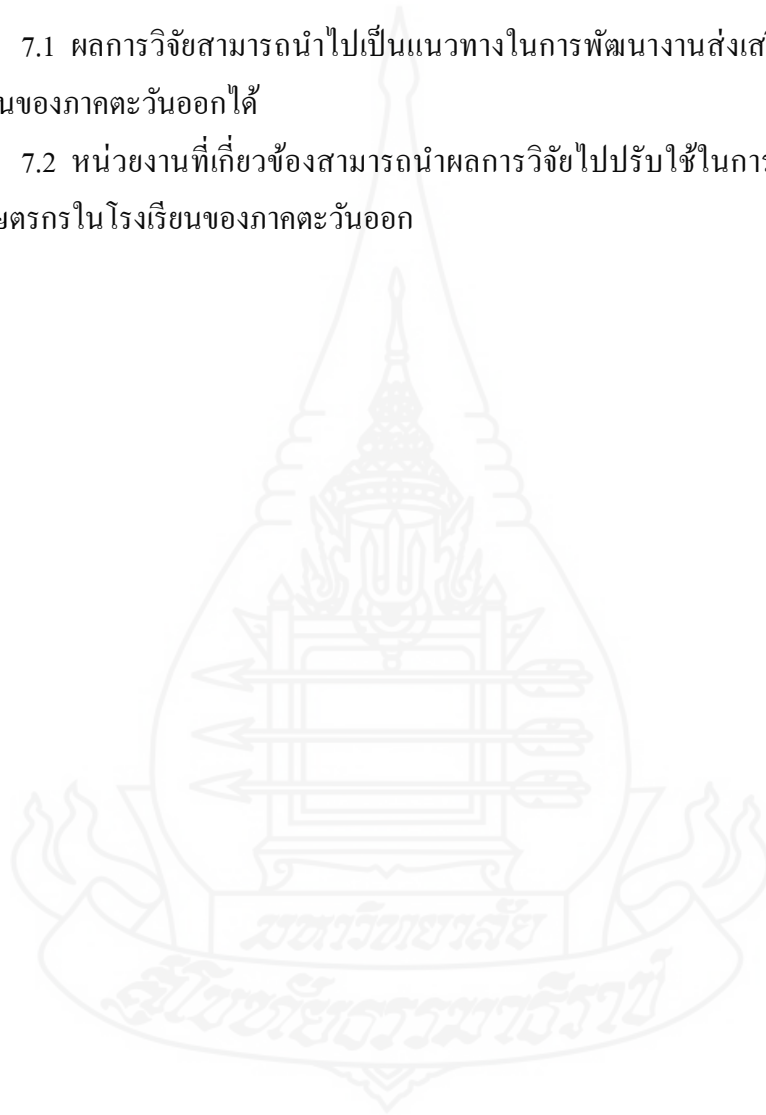 7.1 ผลการวิจัยสามารถนำไปเป็นแนวทางในการพัฒนางานส่งเส
นของภาคตะวันออกได้
7.2 หน่วยงานที่เกี่ยวข้องสามารถนำผลการวิจัยไปปรับใช้ในการ
ษตรกรในโรงเรียนของภาคตะวันออก
มหาวิทยาลัย
สุโขทัยธรรมาธิราช